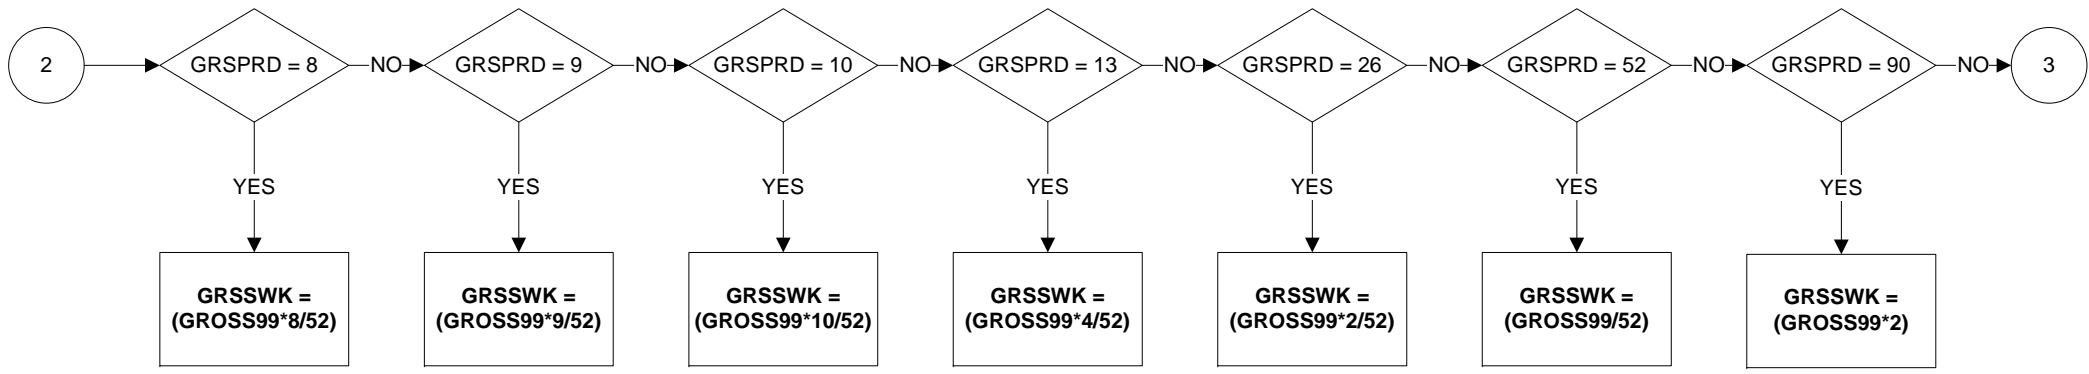 2
GRSPRD = 8
NO
GRSPRD = 9
NO
GRSPRD = 10
NO
GRSPRD = 13
NO
GRSPRD = 26
NO
GRSPRD = 52
NO
GRSPRD = 90
NO
3
YES
YES
YES
YES
YES
YES
YES
GRSSWK =
(GROSS99*8/52)
GRSSWK =
(GROSS99*9/52)
GRSSWK =
(GROSS99*10/52)
GRSSWK =
(GROSS99*4/52)
GRSSWK =
(GROSS99*2/52)
GRSSWK =
(GROSS99/52)
GRSSWK =
(GROSS99*2)